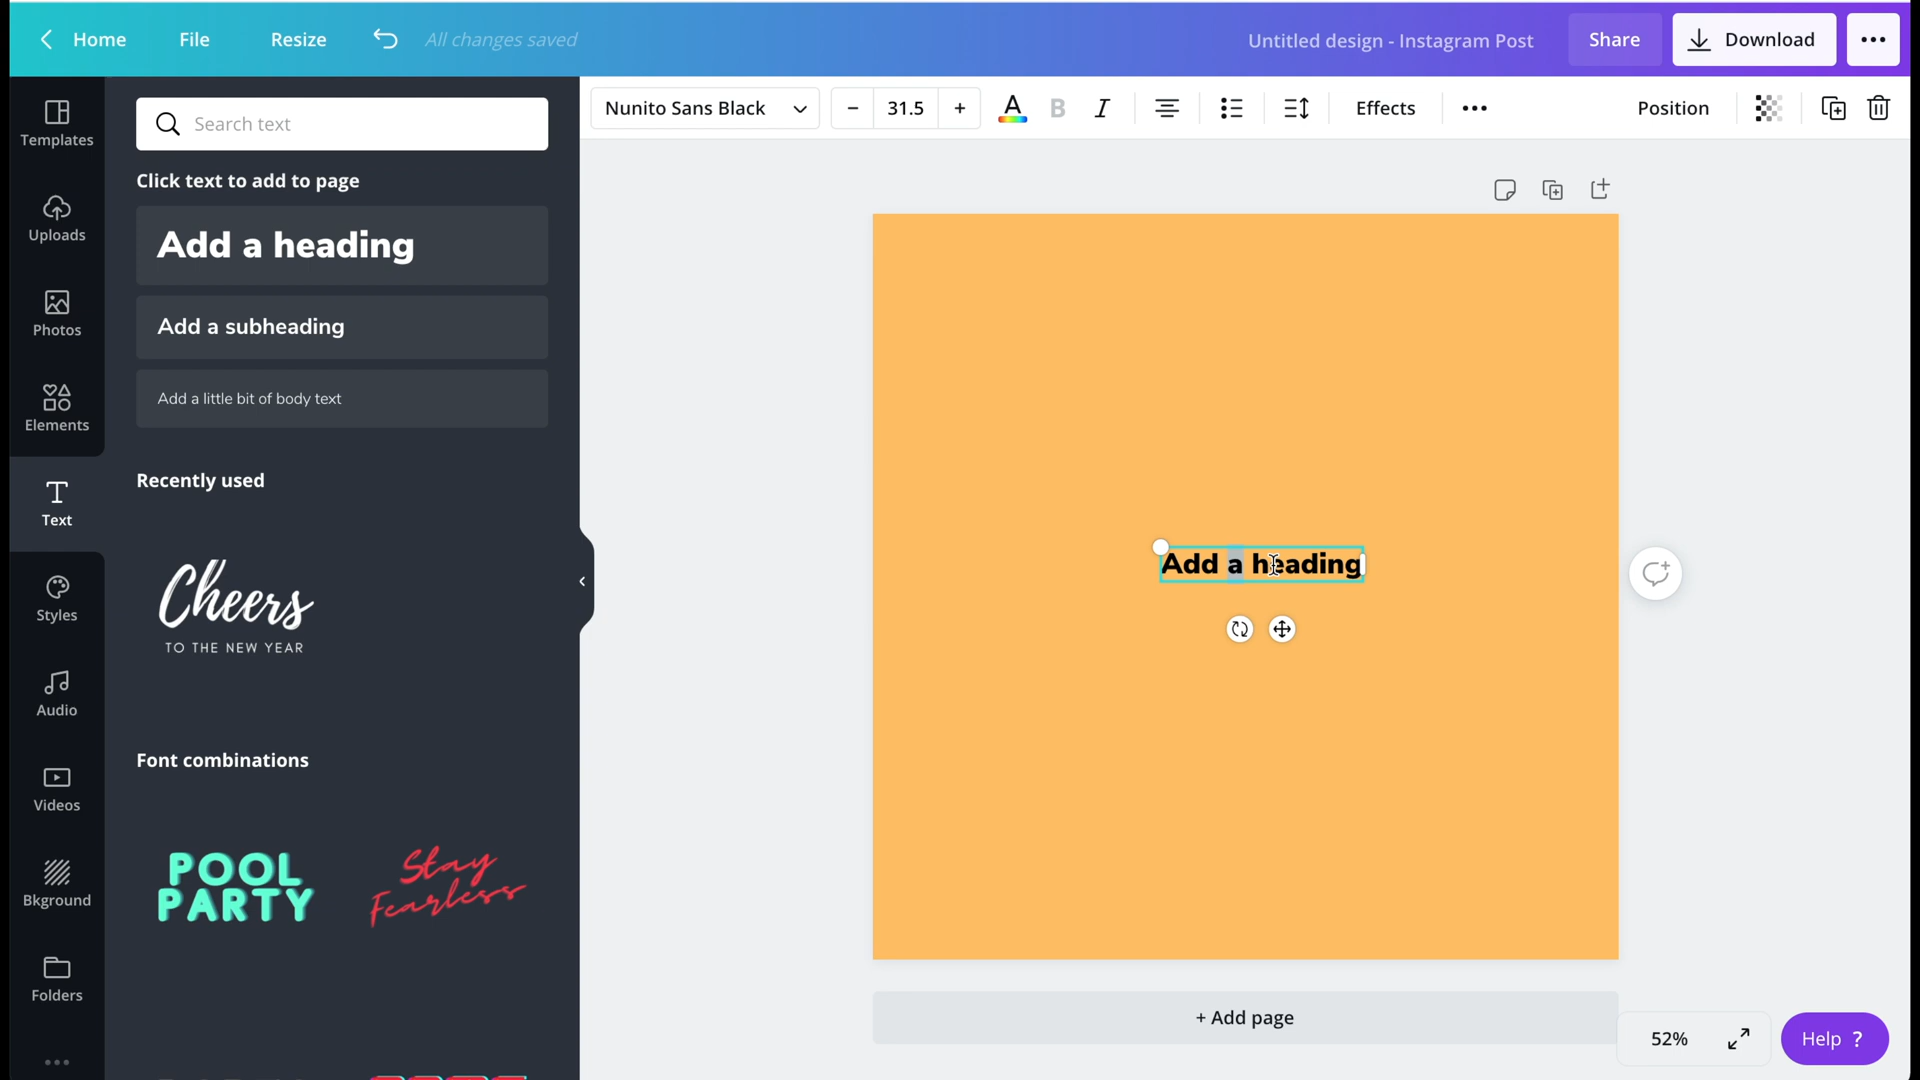 Home File Resize All changes saved Untitled design - Instagram Post Share Download
Nunito Sans Black 31.5 A B I Effects Position
Templates
Uploads
Photos
Elements
Text
Styles
Audio
Videos
Bkground
Folders
Search text
Click text to add to page
Add a heading
Add a subheading
Add a little bit of body text
Recently used
Cheers
TO THE NEW YEAR
Font combinations
POOL
PARTY
Stay
Fearless
Add a heading
+ Add page
52%
Help ?